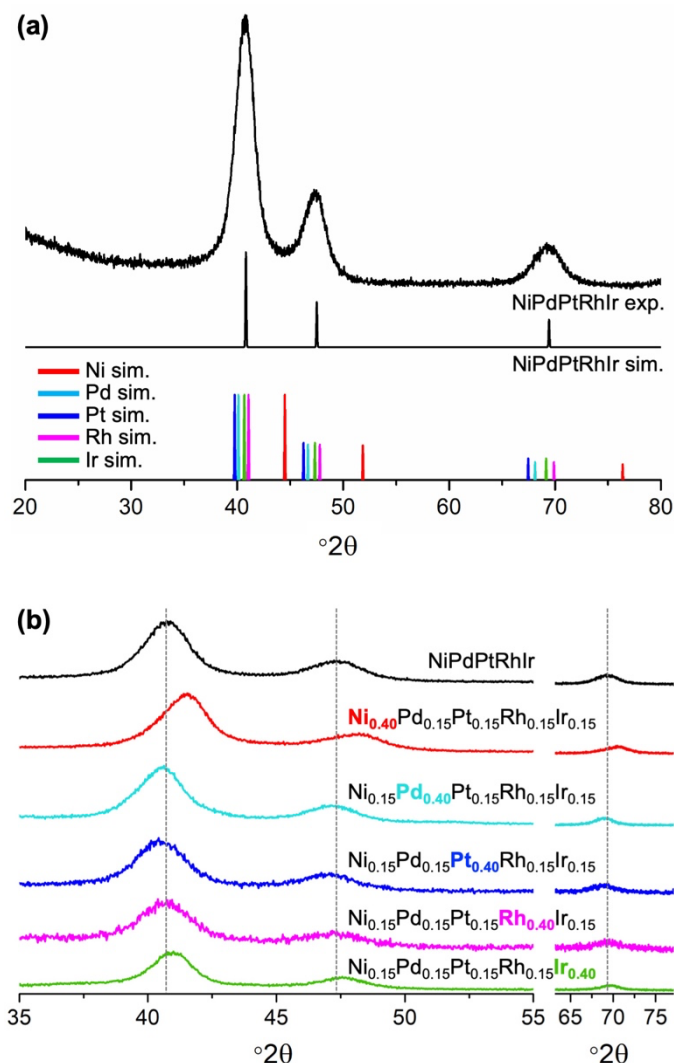 (a)
NiPdPtRhIr exp.
NiPdPtRhIr sim.
Ni sim.
Pd sim.
Pt sim.
Rh sim.
Ir sim.
20 30 40 50 60 70 80
°2θ
(b)
NiPdPtRhIr
Ni0.40Pd0.15Pt0.15Rh0.15Ir0.15
Ni0.15Pd0.40Pt0.15Rh0.15Ir0.15
Ni0.15Pd0.15Pt0.40Rh0.15Ir0.15
Ni0.15Pd0.15Pt0.15Rh0.40Ir0.15
Ni0.15Pd0.15Pt0.15Rh0.15Ir0.40
35 40 45 50 55 65 70 75
°2θ °2θ